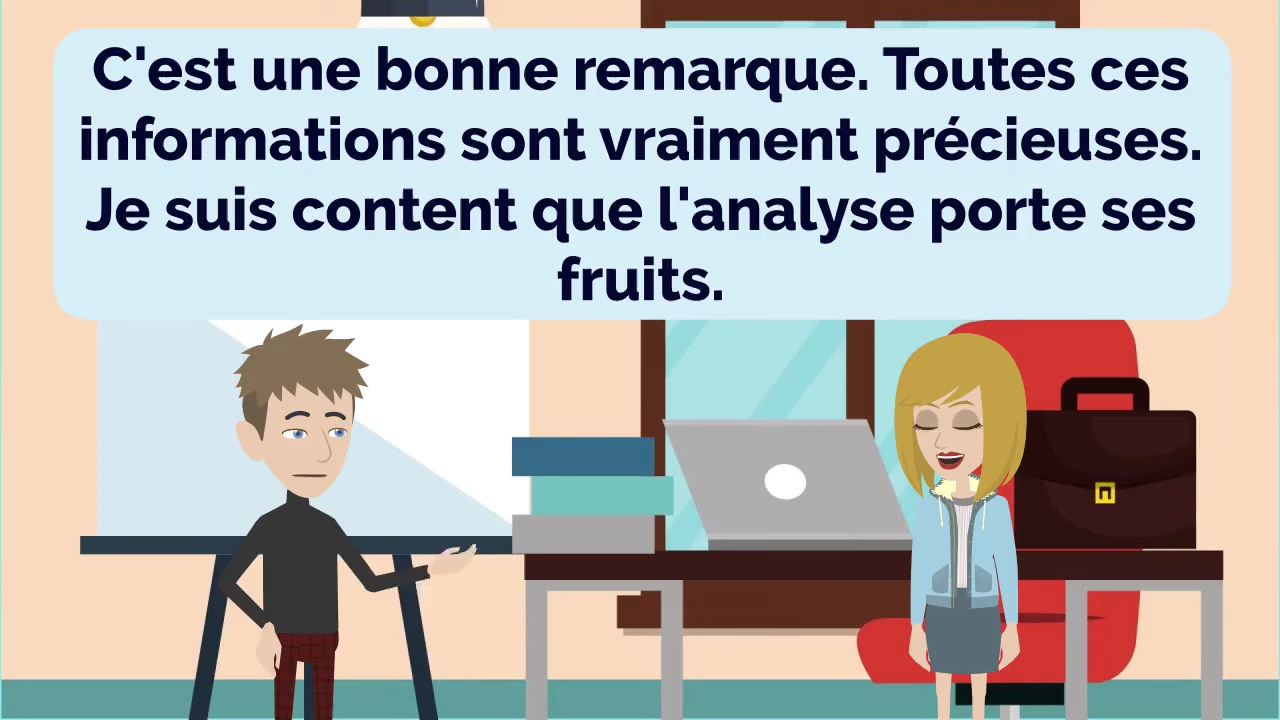 C'est une bonne remarque. Toutes ces
informations sont vraiment précieuses.
Je suis content que l'analyse porte ses
fruits.